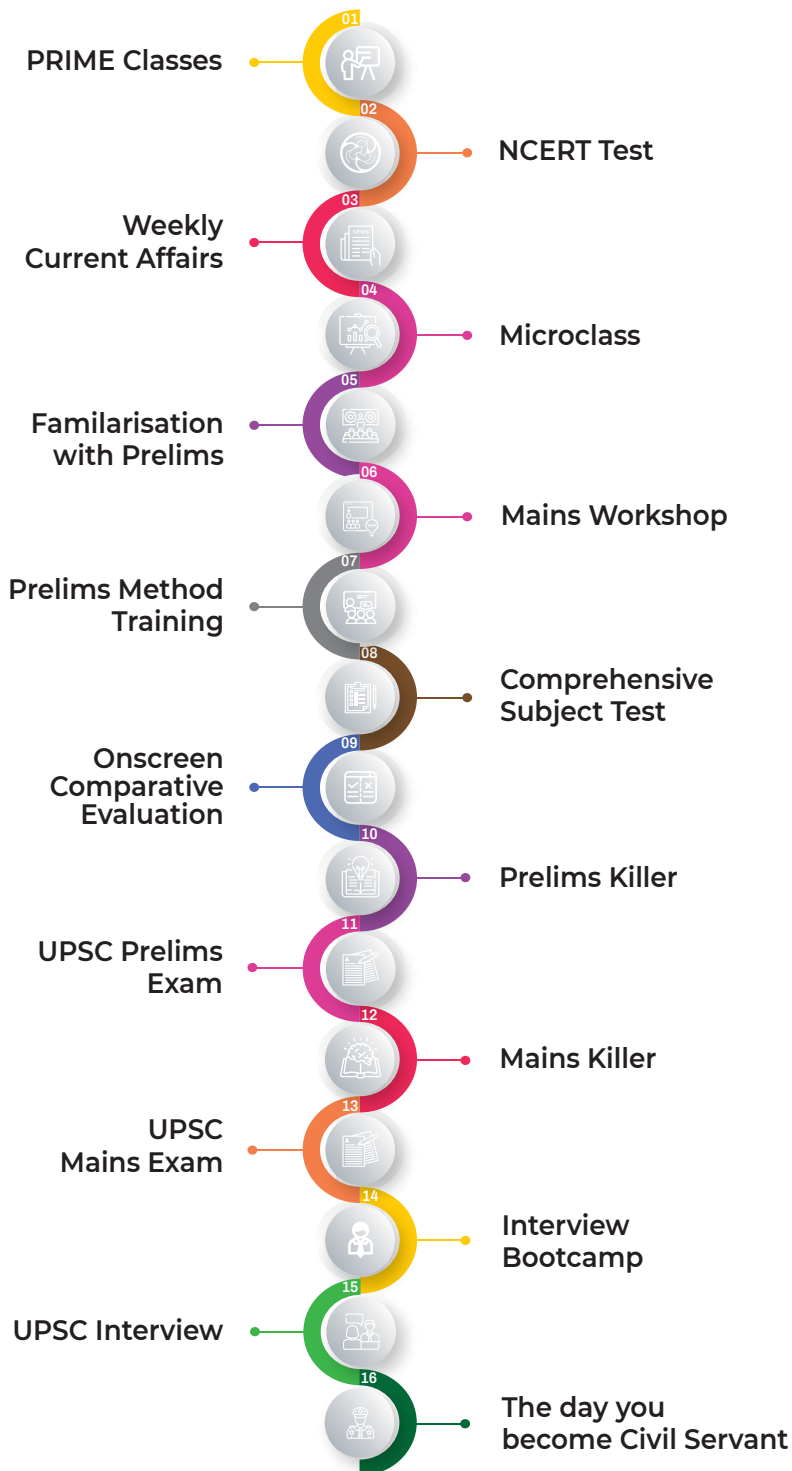 01
PRIME Classes
02
NCERT Test
03
Weekly
Current Affairs
NEWS
04
Microclass
05
Familarisation
with Prelims
06
Mains Workshop
07
Prelims Method
Training
08
Comprehensive
Subject Test
09
Onscreen
Comparative
Evaluation
10
Prelims Killer
11
UPSC Prelims
Exam
A
12
Mains Killer
13
UPSC
Mains Exam
A
14
Interview
Bootcamp
15
UPSC Interview
16
The day you
become Civil Servant